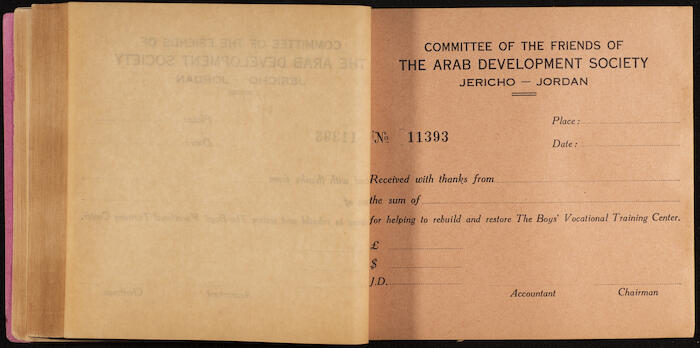 COMMITTEE OF THE FRIENDS OF
THE ARAB DEVELOPMENT SOCIETY
JERICHO — JORDAN
Place:
Date:
№ 11393
Received with thanks from
the sum of
for helping to rebuild and restore The Boys' Vocational Training Center.
£
$
J.D.
Accountant Chairman